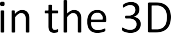 in the 3D